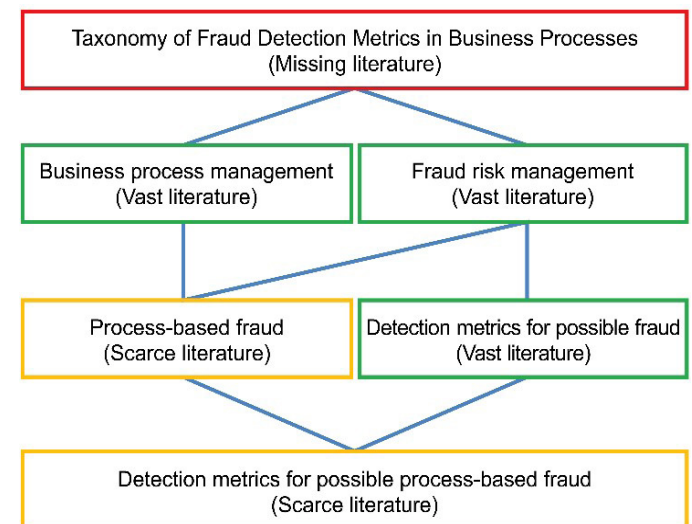 Taxonomy of Fraud Detection Metrics in Business Processes
(Missing literature)
Business process management
(Vast literature)
Fraud risk management
(Vast literature)
Process-based fraud
(Scarce literature)
Detection metrics for possible fraud
(Vast literature)
Detection metrics for possible process-based fraud
(Scarce literature)